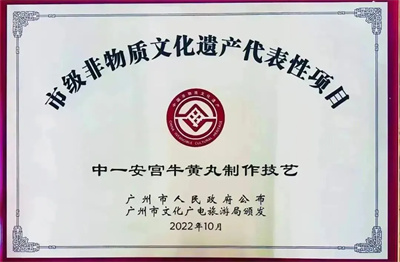 市级非物质文化遗产代表性项目
中一安宫牛黄丸制作技艺
广州市人民政府公布
广州市文化广电旅游局颁发
2022年10月